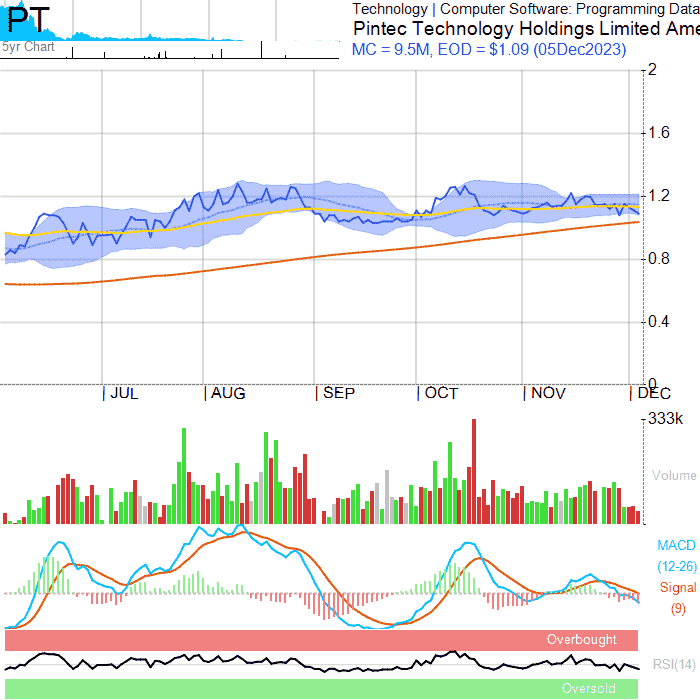 PT
5yr Chart
Technology | Computer Software: Programming Data
Pintec Technology Holdings Limited Ame
MC = 9.5M, EOD = $1.09 (05Dec2023)
2
1.6
1.2
0.8
0.4
0
JUL AUG SEP OCT NOV DEC
333k
Volume
MACD
(12-26)
Signal
(9)
Overbought
RSI(14)
Oversold